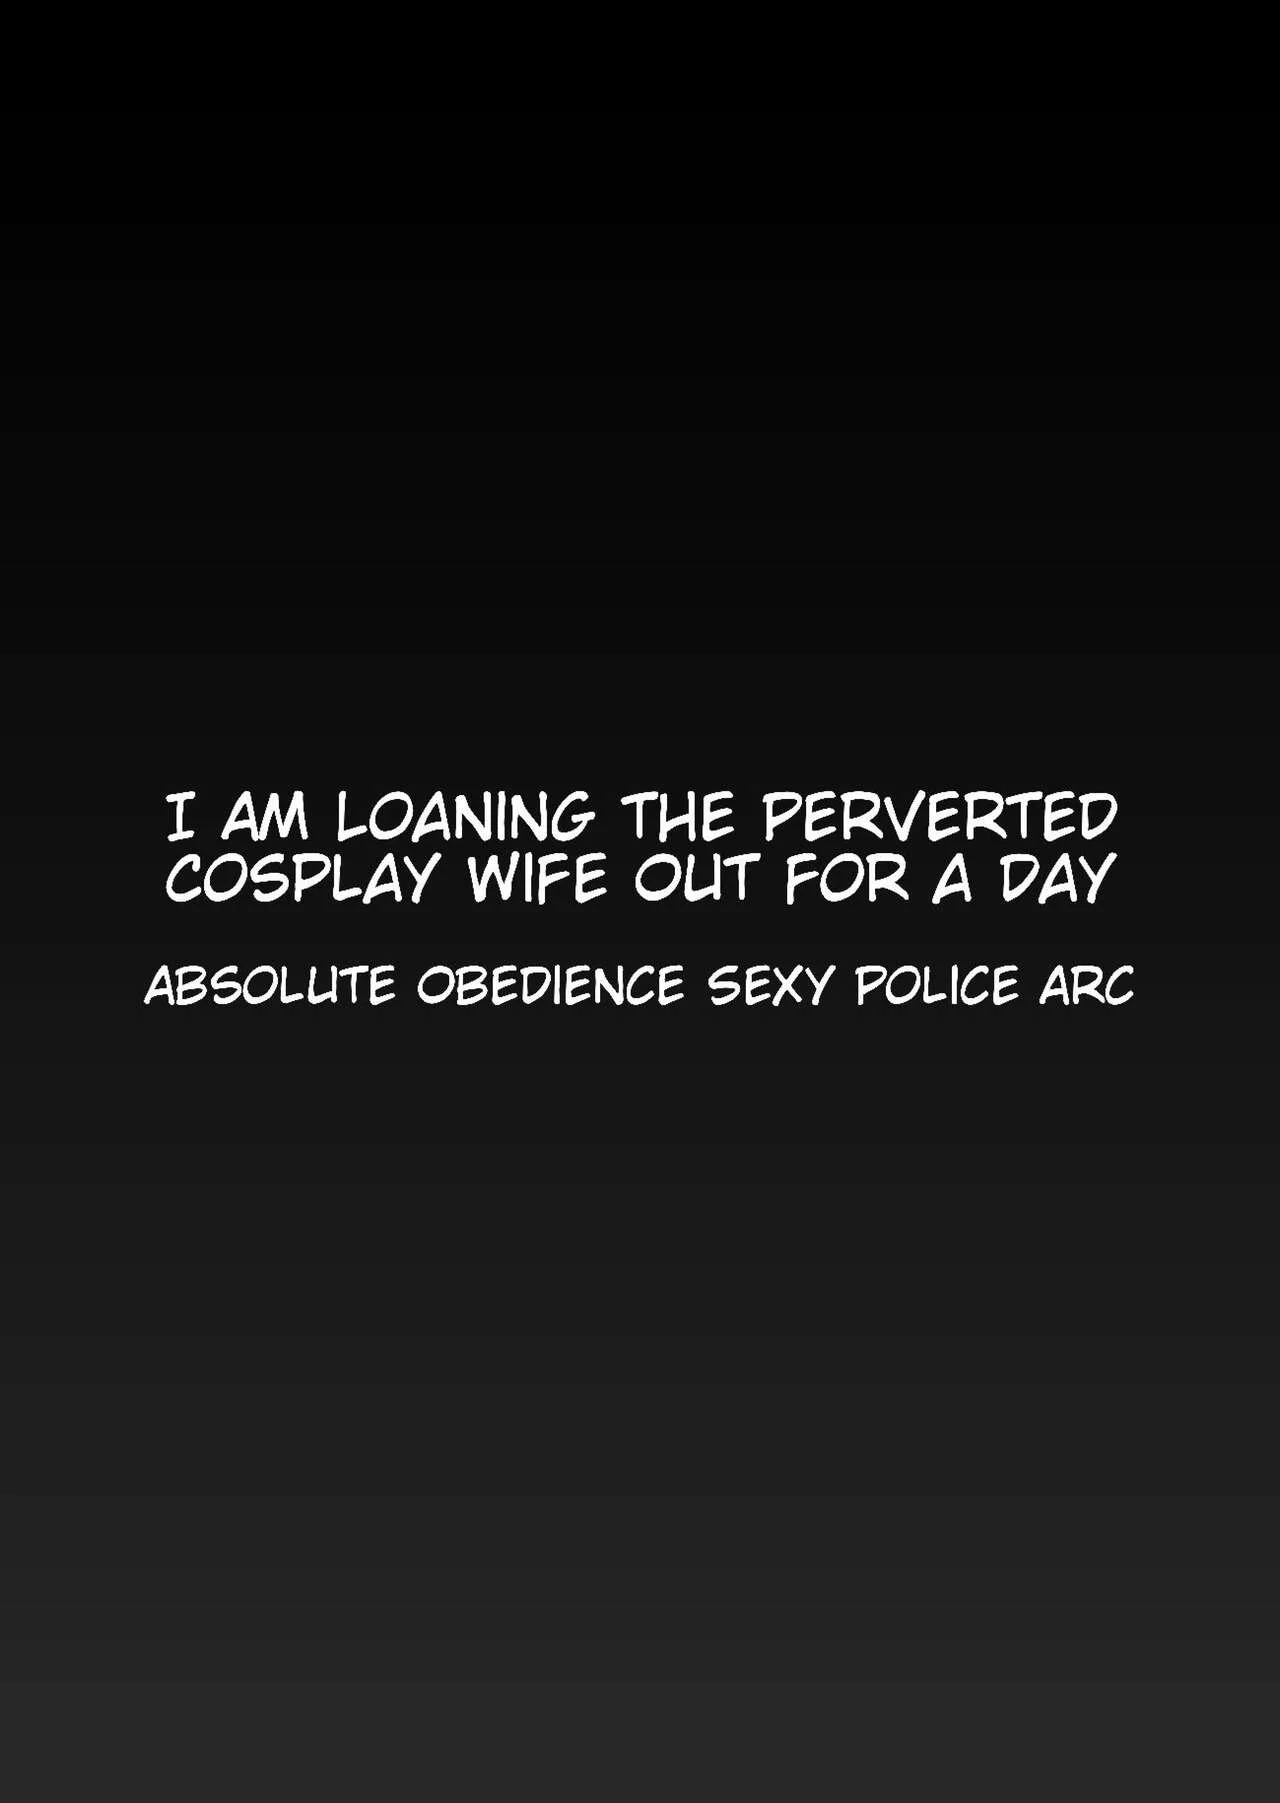 I AM LOANING THE PERVERTED
COSPLAY WIFE OUT FOR A DAY
ABSOLUTE OBEDIENCE SEXY POLICE ARC